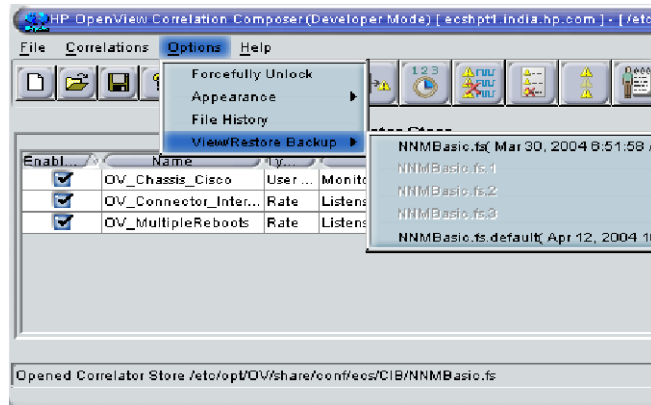 HP OpenView Correlation Composer(Developer Mode) [ ecshpt1.india.hp.com ] - [ /etc
File Correlations Options Help
Forcefully Unlock
Appearance
File History
View/Restore Backup
NNMBasic.fs( Mar 30, 2004 6:51:58
NNMBasic.fs.1
NNMBasic.fs.2
NNMBasic.fs.3
NNMBasic.fs.default( Apr 12, 2004 1
Store
Enabl... Name Ty...
OV_Chassis_Cisco User ... Monito
OV_Connector_Inter... Rate Listens
OV_MultipleReboots Rate Listens
Opened Correlator Store /etc/opt/OV/share/conf/ecs/CIB/NNMBasic.fs